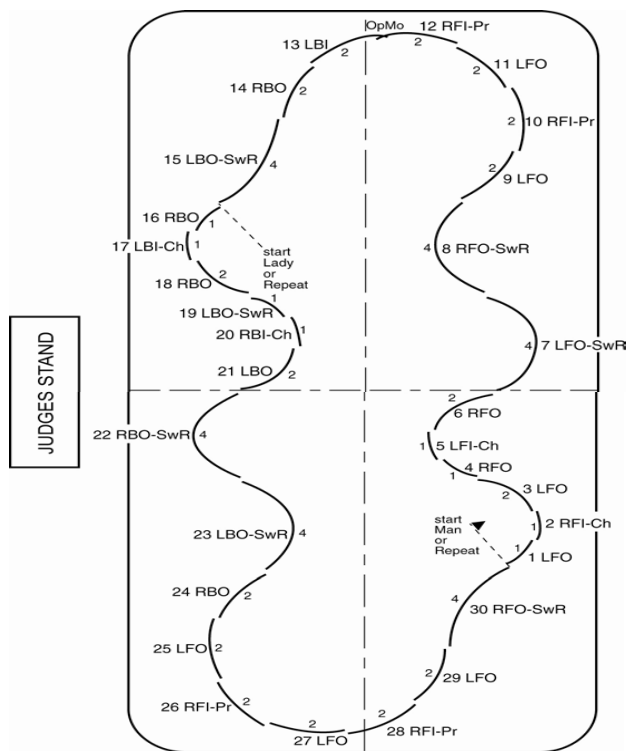 OpMo
12 RFI-Pr
2
13 LBI
2
11 LFO
2
14 RBO
2
10 RFI-Pr
2
15 LBO-SwR
4
9 LFO
2
16 RBO
1
17 LBI-Ch
1
8 RFO-SwR
4
start
Lady
or
Repeat
18 RBO
2
19 LBO-SwR
1
20 RBI-Ch
1
7 LFO-SwR
4
21 LBO
2
JUDGES STAND
6 RFO
2
22 RBO-SwR
4
5 LFI-Ch
1
4 RFO
1
3 LFO
2
start
Man
or
Repeat
2 RFI-Ch
1
23 LBO-SwR
4
1 LFO
1
24 RBO
2
30 RFO-SwR
4
25 LFO
2
29 LFO
2
26 RFI-Pr
2
27 LFO
2
28 RFI-Pr
2